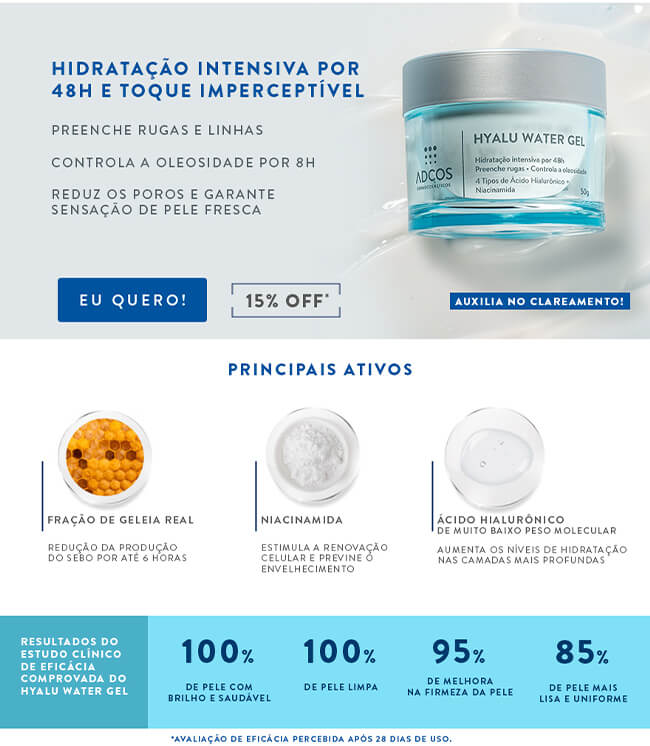 HIDRATAÇÃO INTENSIVA POR
48H E TOQUE IMPERCEPTÍVEL
PREENCHE RUGAS E LINHAS
CONTROLA A OLEOSIDADE POR 8H
REDUZ OS POROS E GARANTE
SENSAÇÃO DE PELE FRESCA
EU QUERO!
15% OFF*
ADCOS
DERMOCOSMÉTICOS
HYALU WATER GEL
Hidratação intensiva por 48h
Preenche rugas • Controla a oleosidade
4 Tipos de Ácido Hialurônico +
Niacinamida
50g
AUXILIA NO CLAREAMENTO!
PRINCIPAIS ATIVOS
FRAÇÃO DE GELEIA REAL
REDUÇÃO DA PRODUÇÃO
DO SEBO POR ATÉ 6 HORAS
NIACINAMIDA
ESTIMULA A RENOVAÇÃO
CELULAR E PREVINE O
ENVELHECIMENTO
ÁCIDO HIALURÔNICO
DE MUITO BAIXO PESO MOLECULAR
AUMENTA OS NÍVEIS DE HIDRATAÇÃO
NAS CAMADAS MAIS PROFUNDAS
RESULTADOS DO
ESTUDO CLÍNICO
DE EFICÁCIA
COMPROVADA DO
HYALU WATER GEL
100%
DE PELE COM
BRILHO E SAUDÁVEL
100%
DE PELE LIMPA
95%
DE MELHORA
NA FIRMEZA DA PELE
85%
DE PELE MAIS
LISA E UNIFORME
*AVALIAÇÃO DE EFICÁCIA PERCEBIDA APÓS 28 DIAS DE USO.